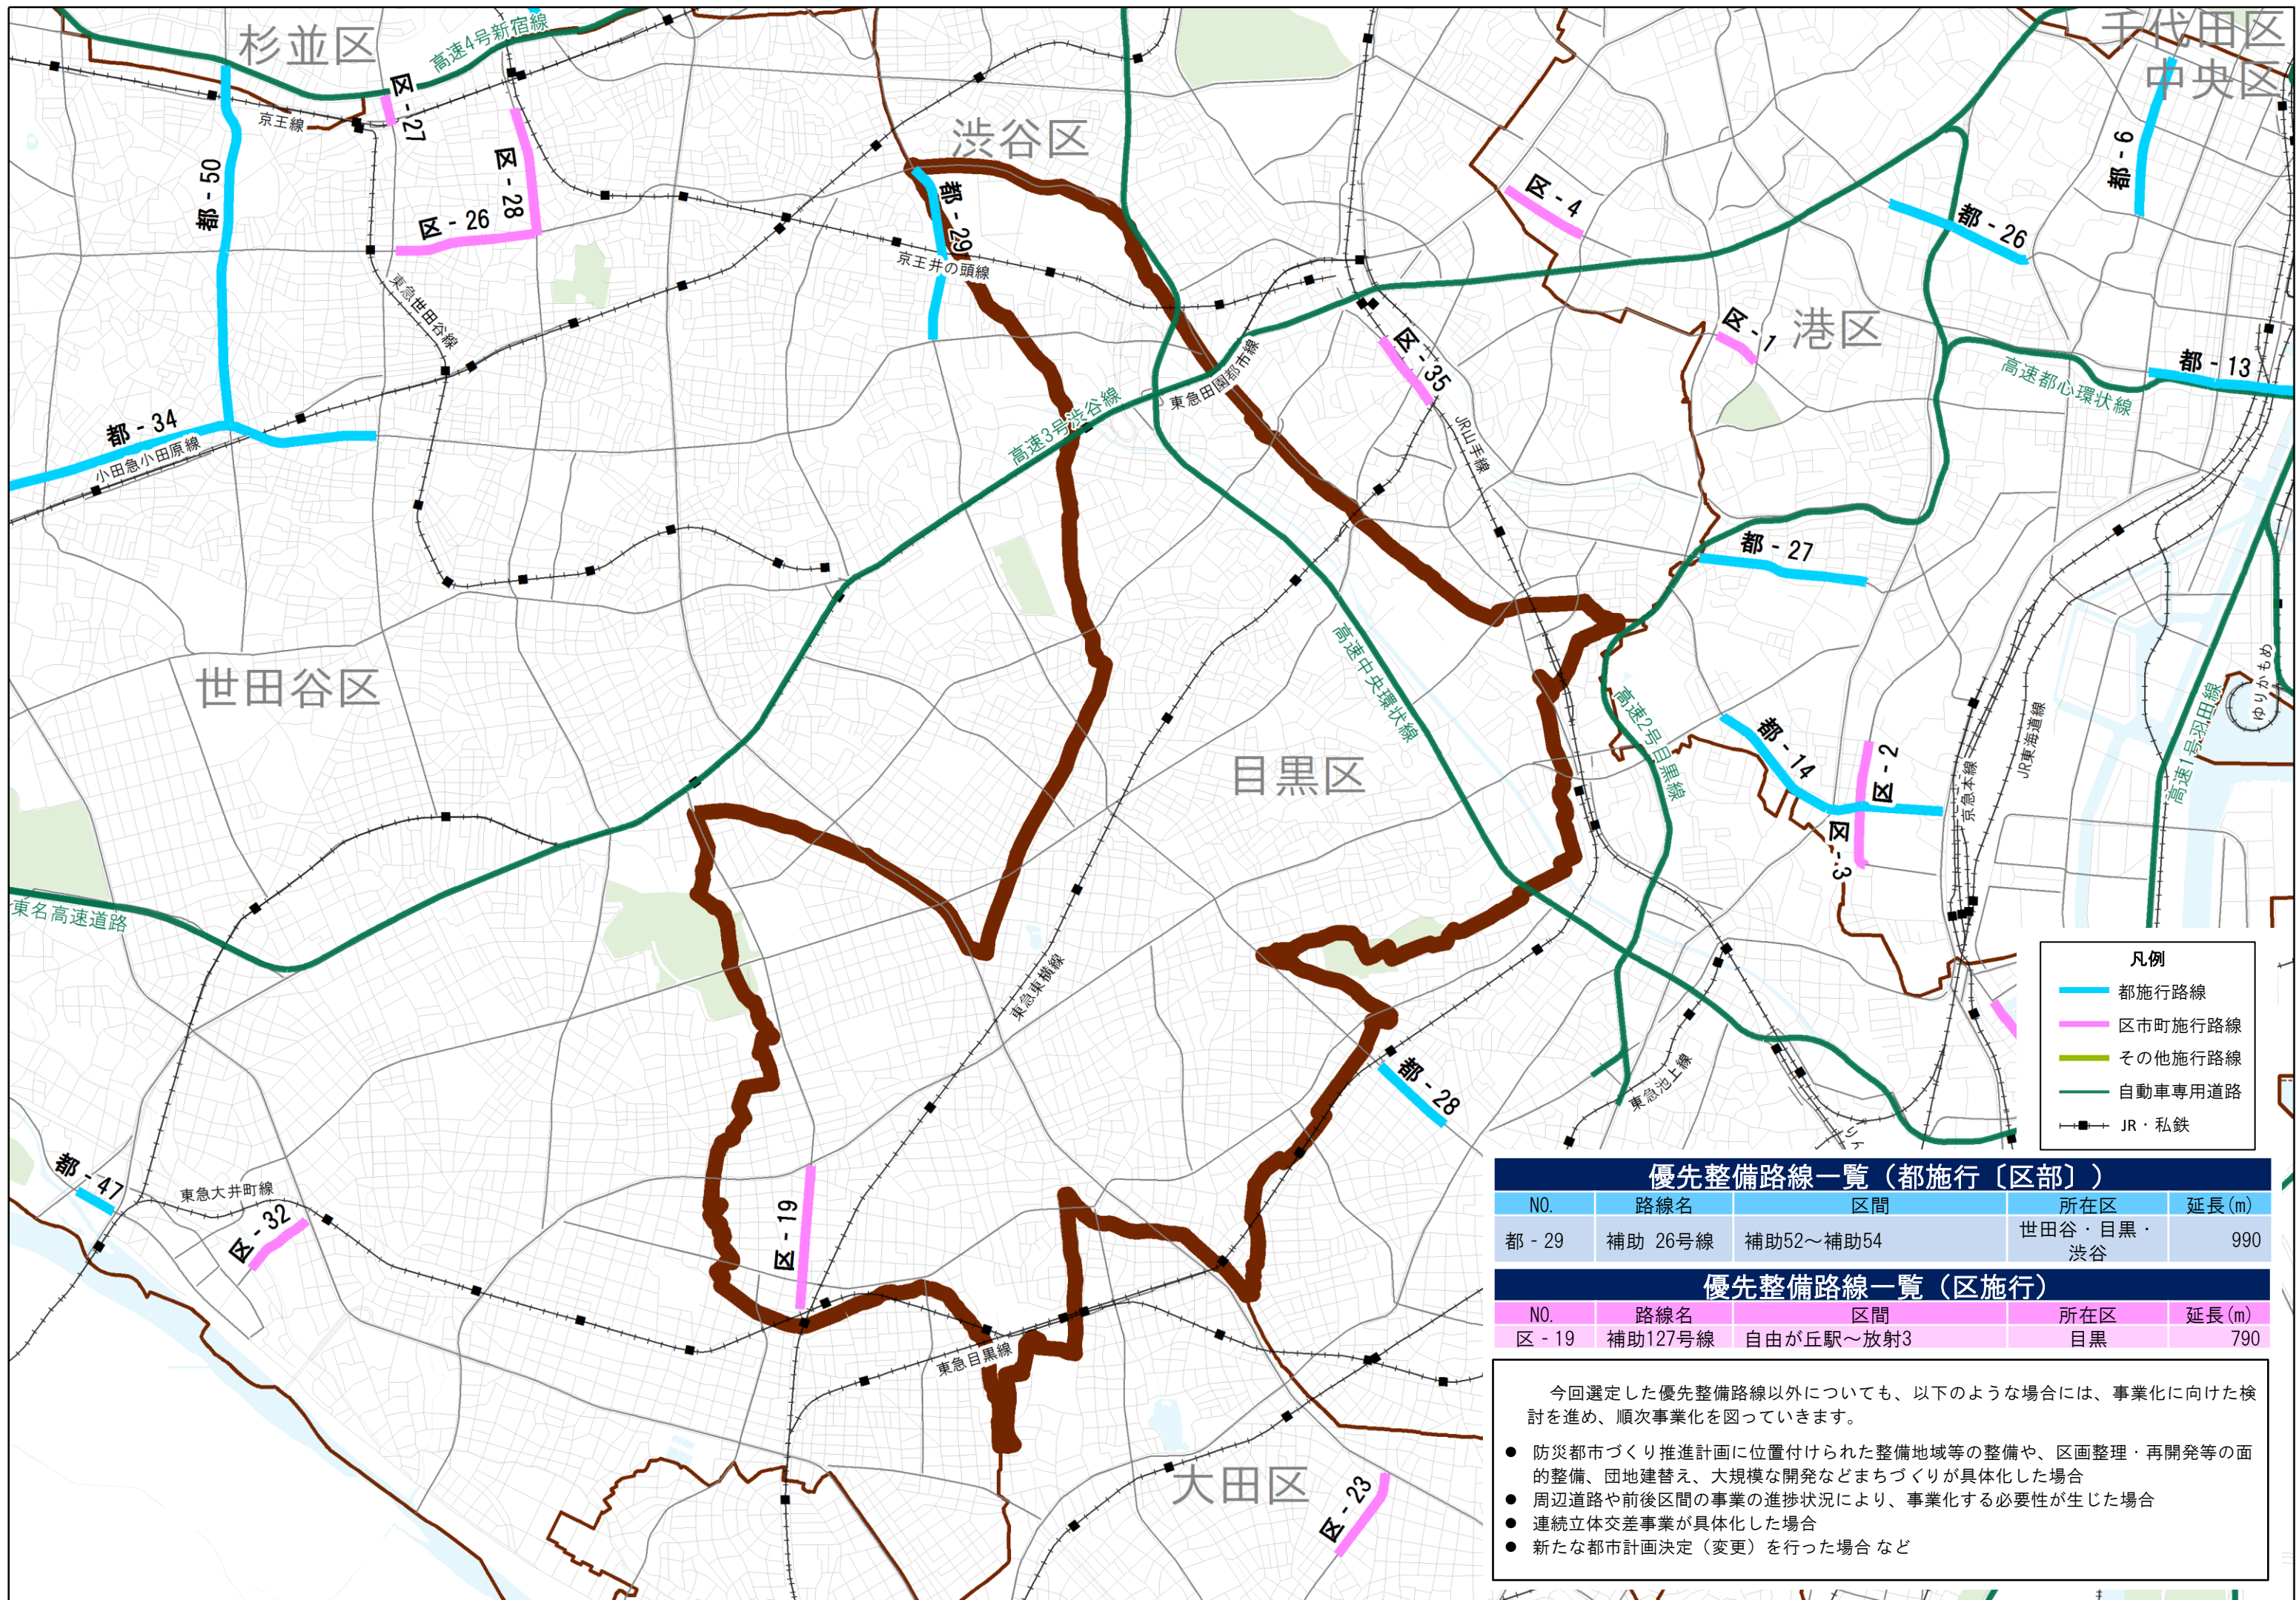 杉並区
高速4号新宿線
千代田区
中央区
区 - 27
京王線
渋谷区
都 - 50
区 - 28
区 - 26
都 - 29
京王井の頭線
区 - 4
都 - 6
都 - 26
東急世田谷線
区 - 1
港区
区 - 35
東急田園都市線
高速都心環状線
都 - 13
高速3号渋谷線
都 - 34
小田急小田原線
JR山手線
都 - 27
世田谷区
高速中央環状線
ゆりかもめ
高速2号目黒線
都 - 14
区 - 2
JR東海道線
高速1号羽田線
京急本線
目黒区
区 - 3
東名高速道路
東急東横線
凡例
都施行路線
区市町施行路線
その他施行路線
自動車専用道路
JR・私鉄
都 - 28
東急池上線
りん
都 - 47
東急大井町線
区 - 32
区 - 19
東急目黒線
大田区
区 - 23
優先整備路線一覧（都施行〔区部〕）
NO. 路線名 区間 所在区 延長(m)
都 - 29 補助 26号線 補助52～補助54 世田谷・目黒・渋谷 990
優先整備路線一覧（区施行）
NO. 路線名 区間 所在区 延長(m)
区 - 19 補助127号線 自由が丘駅～放射3 目黒 790
今回選定した優先整備路線以外についても、以下のような場合には、事業化に向けた検
討を進め、順次事業化を図っていきます。
● 防災都市づくり推進計画に位置付けられた整備地域等の整備や、区画整理・再開発等の面
的整備、団地建替え、大規模な開発などまちづくりが具体化した場合
● 周辺道路や前後区間の事業の進捗状況により、事業化する必要性が生じた場合
● 連続立体交差事業が具体化した場合
● 新たな都市計画決定（変更）を行った場合 など